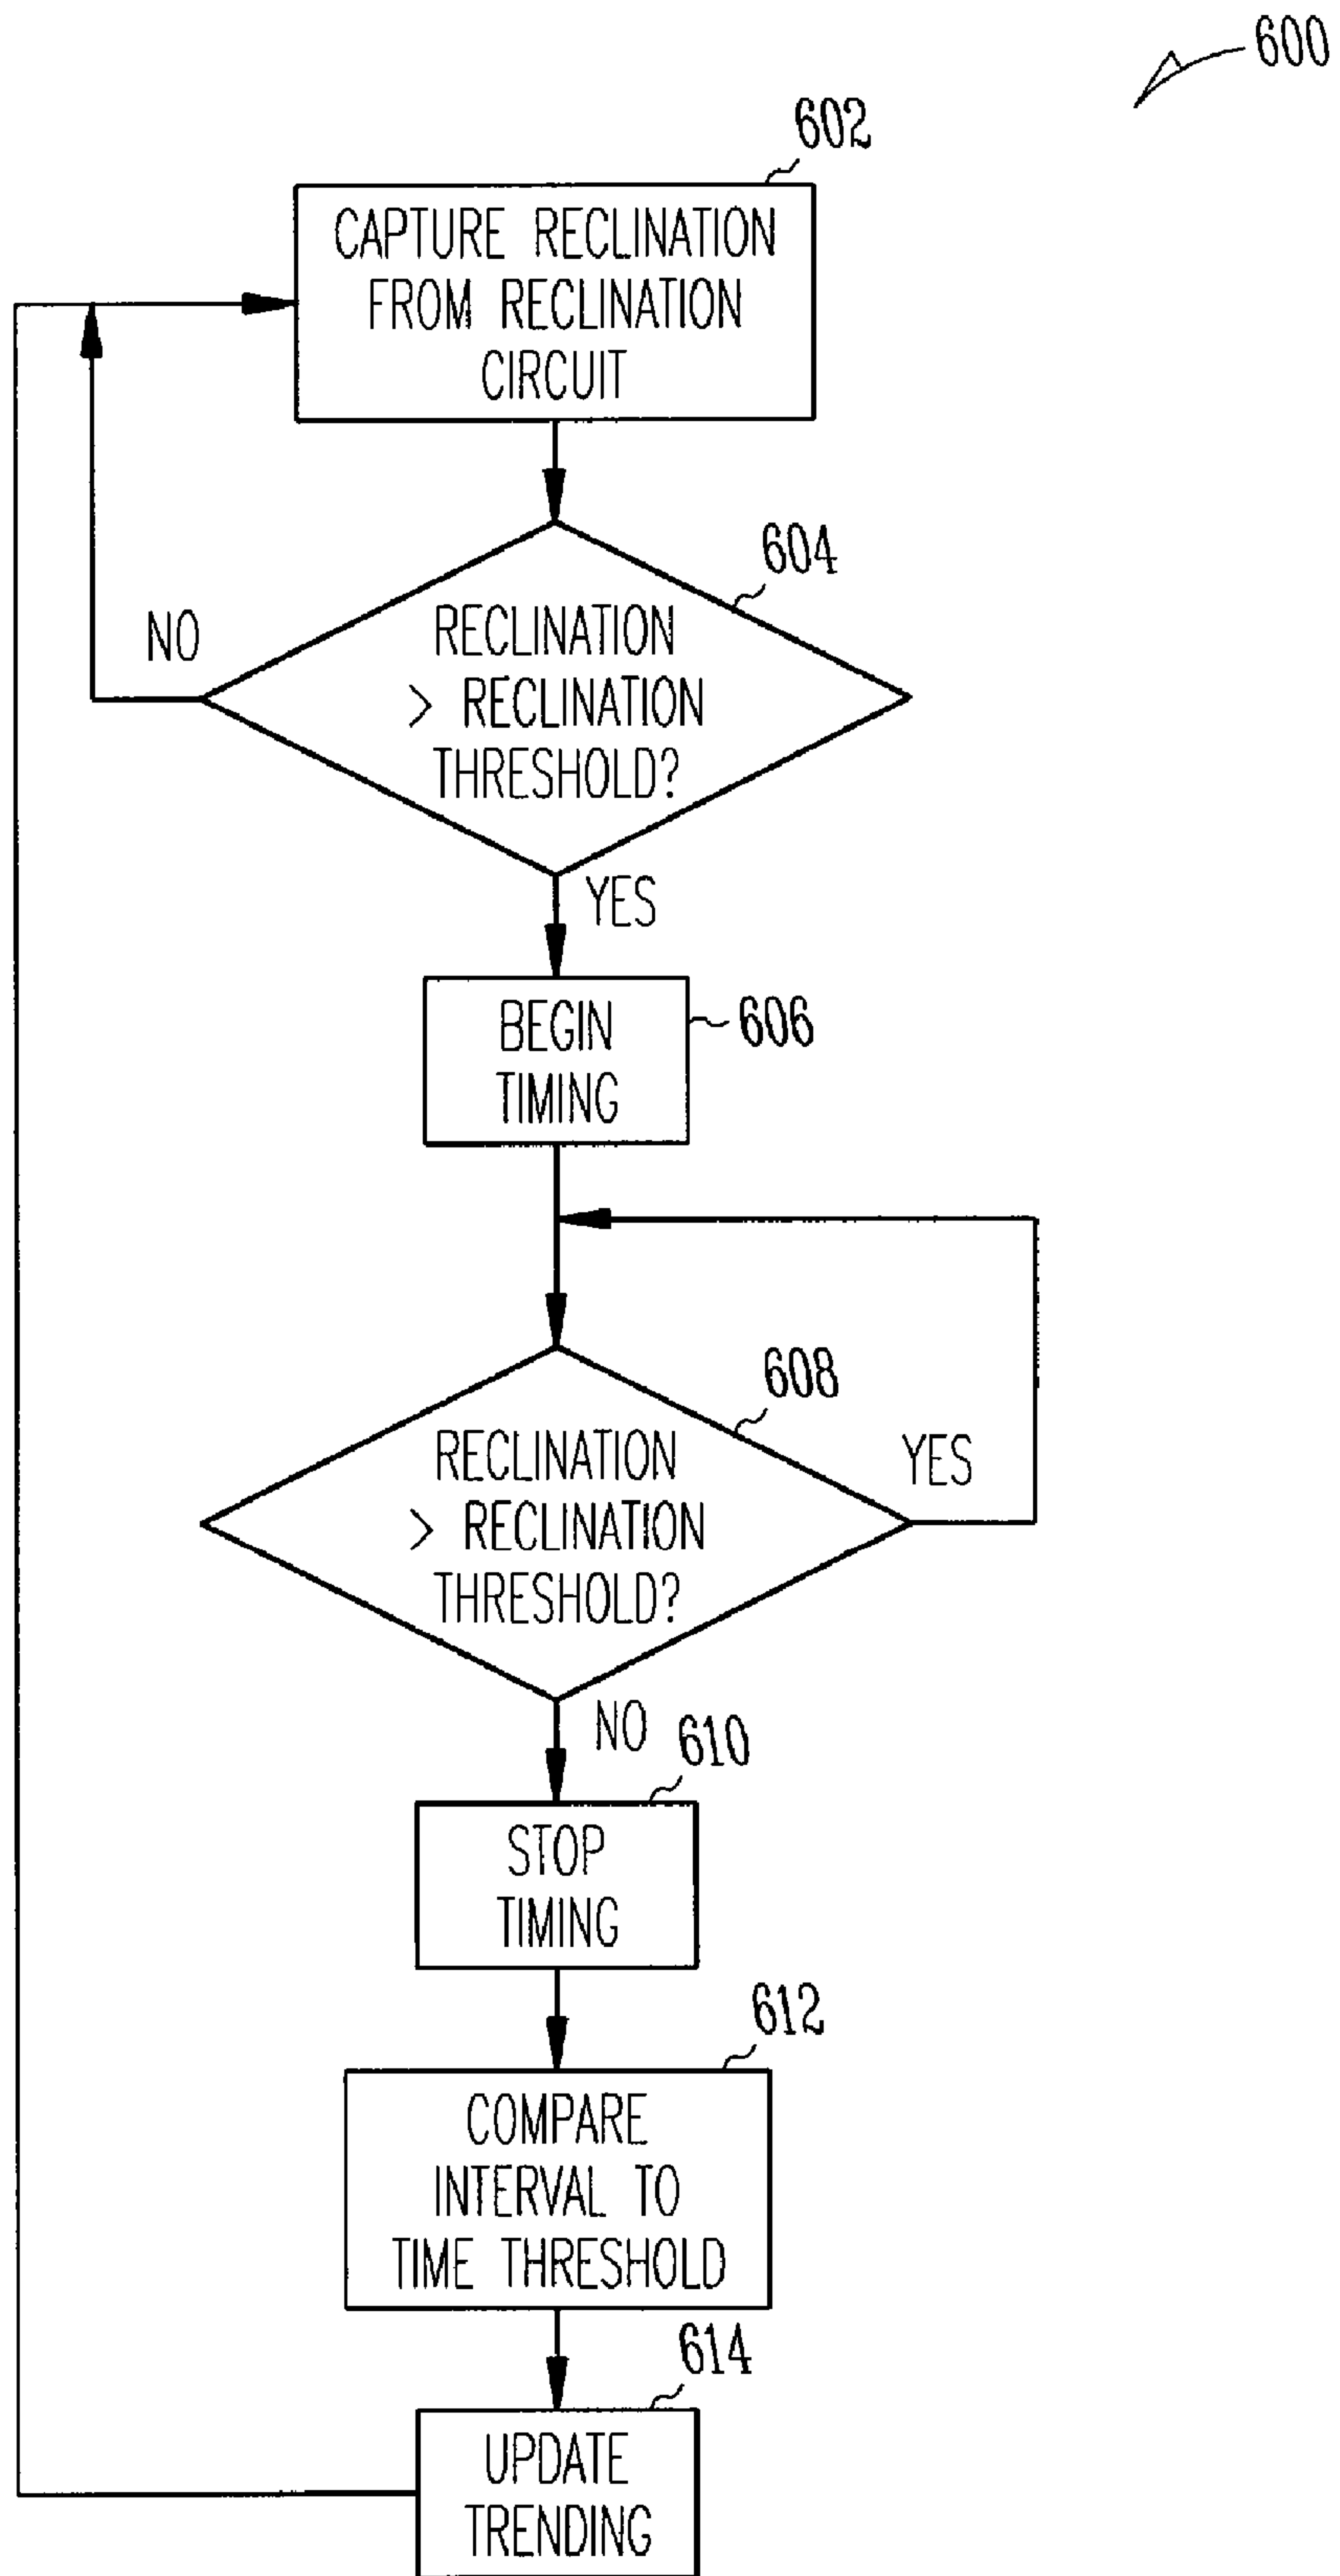 600
602
CAPTURE RECLINATION
FROM RECLINATION
CIRCUIT
604
NO
RECLINATION
> RECLINATION
THRESHOLD?
YES
BEGIN
TIMING
606
608
RECLINATION
> RECLINATION
THRESHOLD?
YES
NO
610
STOP
TIMING
612
COMPARE
INTERVAL TO
TIME THRESHOLD
614
UPDATE
TRENDING